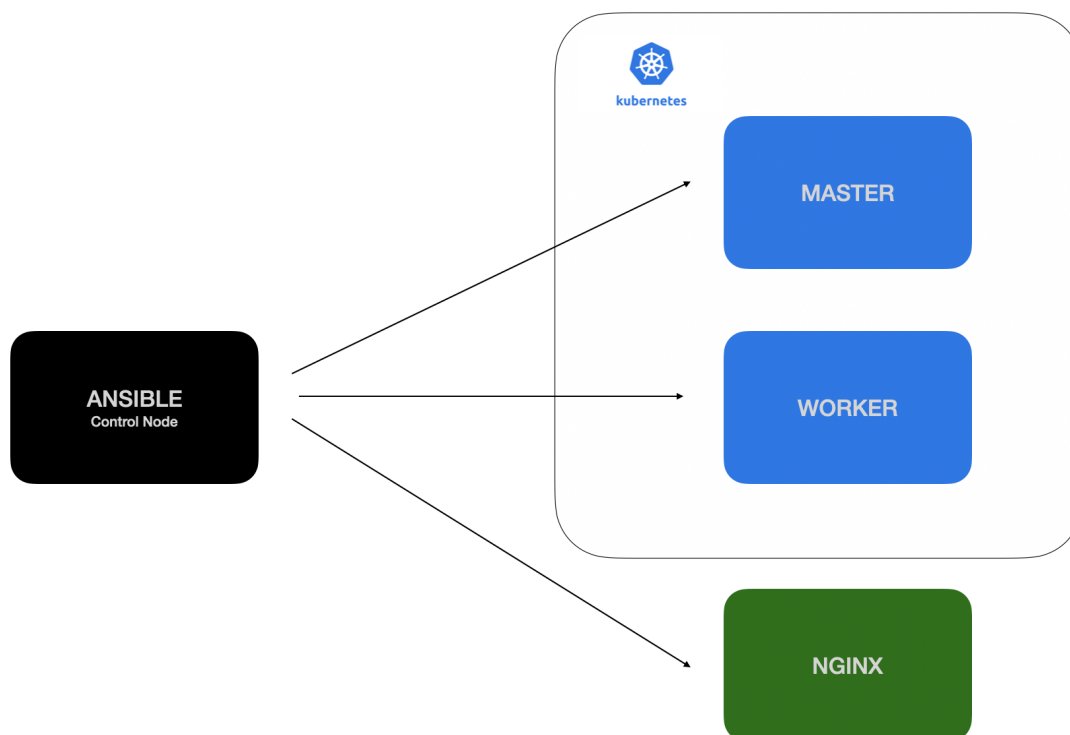 kubernetes
MASTER
ANSIBLE
Control Node
WORKER
NGINX